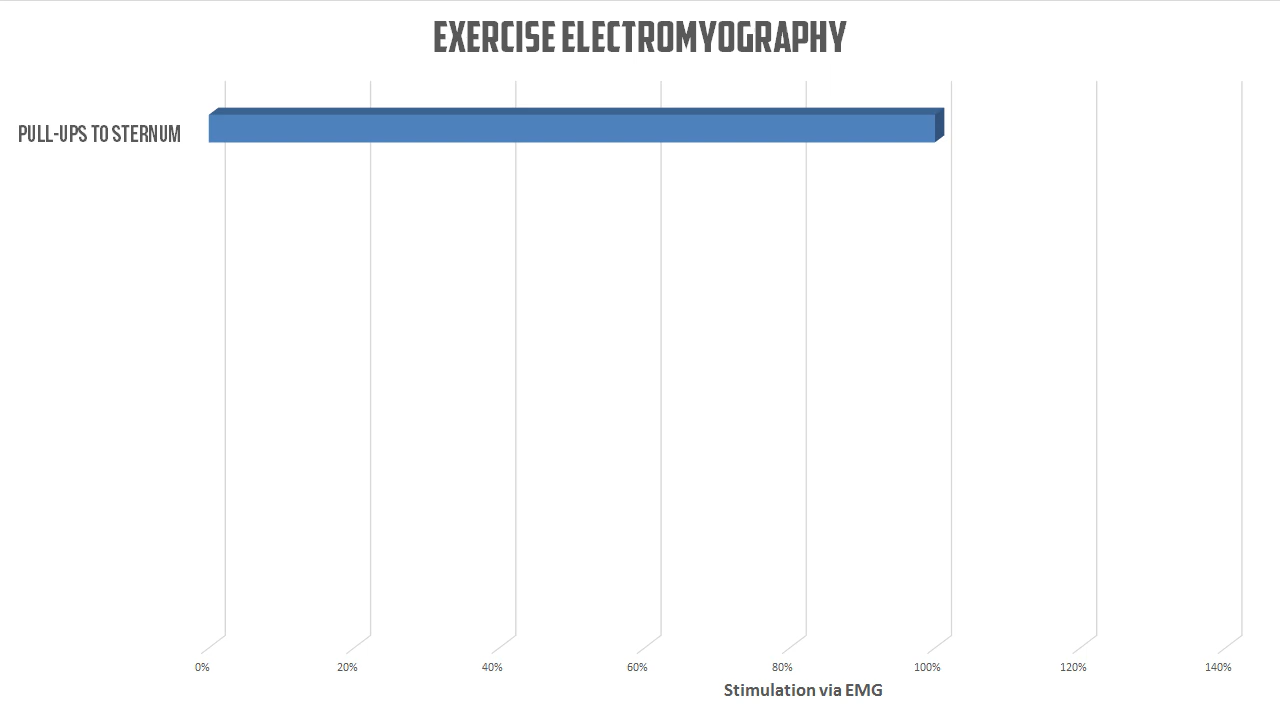 EXERCISE ELECTROMYOGRAPHY
PULL-UPS TO STERNUM
0% 20% 40% 60% 80% 100% 120% 140%
Stimulation via EMG